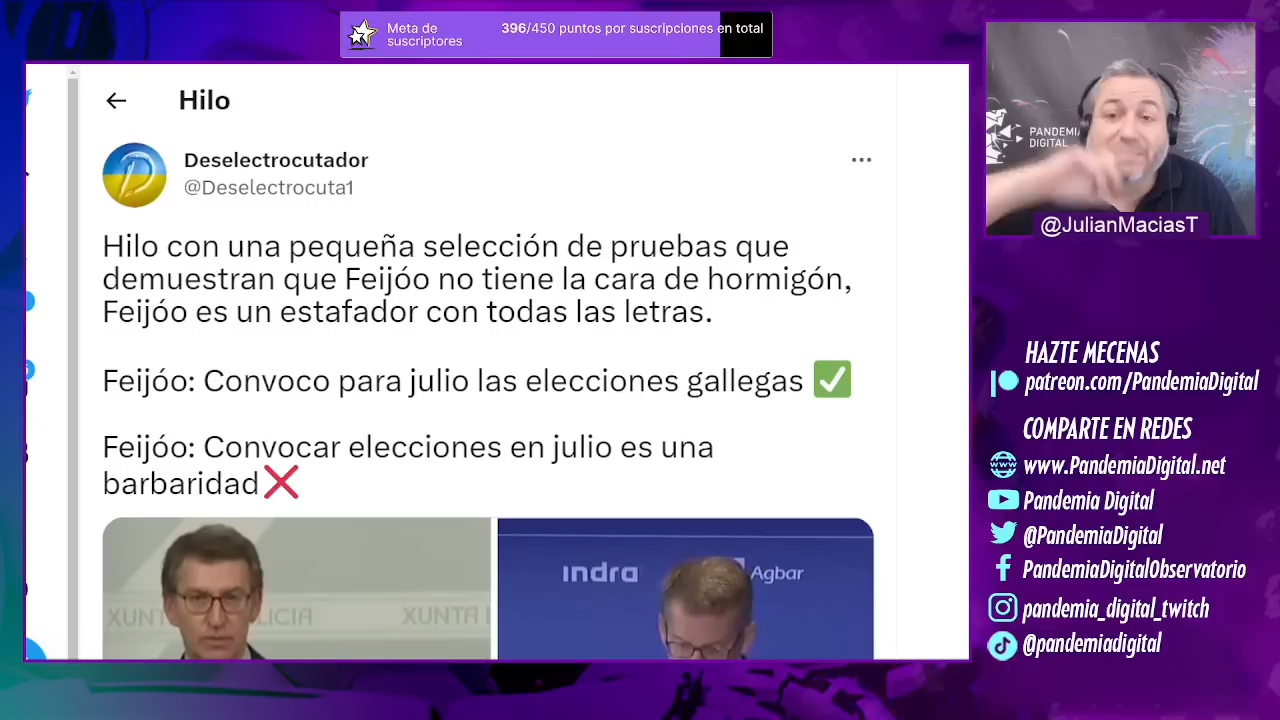 Meta de
suscriptores
396/450 puntos por suscripciones en total
Hilo
Deselectrocutador
@Deselectrocuta1
Hilo con una pequeña selección de pruebas que
demuestran que Feijóo no tiene la cara de hormigón,
Feijóo es un estafador con todas las letras.
Feijóo: Convoco para julio las elecciones gallegas
Feijóo: Convocar elecciones en julio es una
barbaridad
XUNTA
LICIA
XUNTA
indra
Agbar
PANDEMIA
DIGITAL
@JulianMaciasT
HAZTE MECENAS
patreon.com/PandemiaDigital
COMPARTE EN REDES
www
www.PandemiaDigital.net
Pandemia Digital
@PandemiaDigital
PandemiaDigitalObservatorio
pandemia_digital_twitch
@pandemiadigital